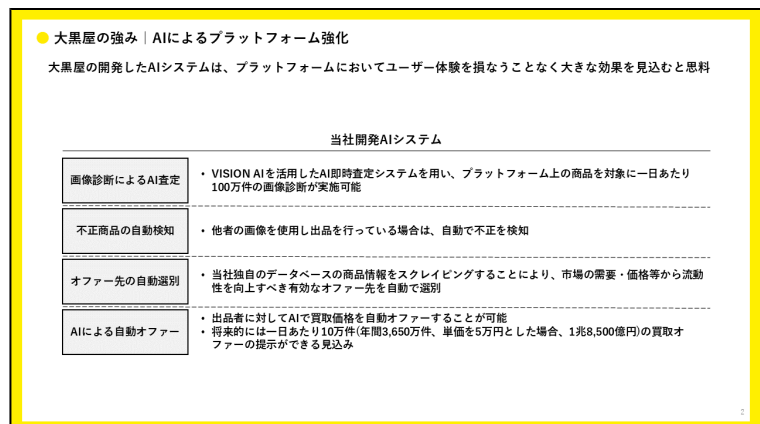 大黒屋の強み｜AIによるプラットフォーム強化
大黒屋の開発したAIシステムは、プラットフォームにおいてユーザー体験を損なうことなく大きな効果を見込むと思料
当社開発AIシステム
画像診断によるAI査定
• VISION AIを活用したAI即時査定システムを用い、プラットフォーム上の商品を対象に一日あたり
100万件の画像診断が実施可能
不正商品の自動検知
• 他者の画像を使用し出品を行っている場合は、自動で不正を検知
オファー先の自動選別
• 当社独自のデータベースの商品情報をスクレイピングすることにより、市場の需要・価格等から流動
性を向上すべき有効なオファー先を自動で選別
AIによる自動オファー
• 出品者に対してAIで買取価格を自動オファーすることが可能
• 将来的には一日あたり10万件(年間3,650万件、単価を5万円とした場合、1兆8,500億円)の買取オ
ファーの提示ができる見込み
2